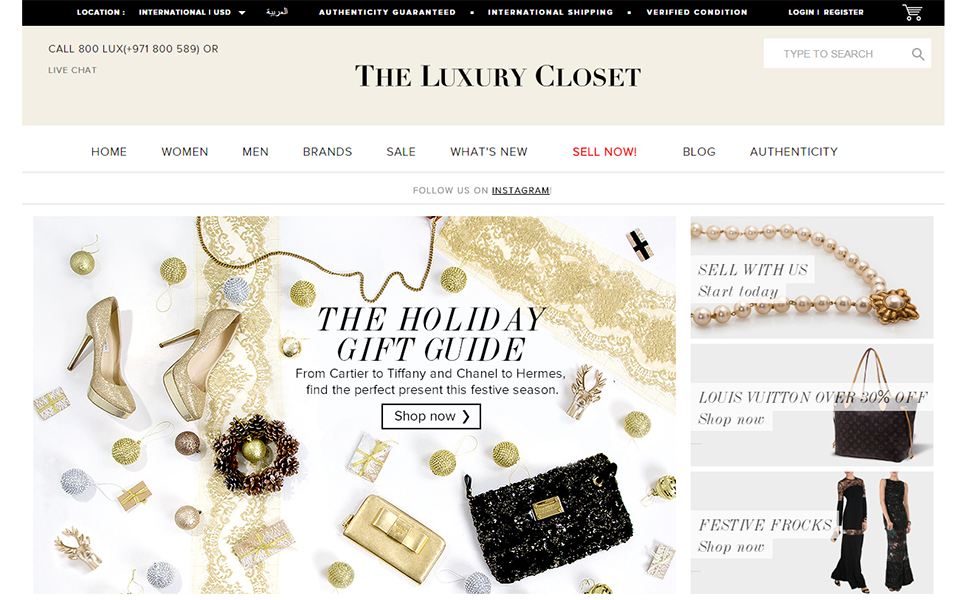 LOCATION : INTERNATIONAL | USD العربية AUTHENTICITY GUARANTEED ▪ INTERNATIONAL SHIPPING ▪ VERIFIED CONDITION LOGIN | REGISTER
CALL 800 LUX(+971 800 589) OR
LIVE CHAT
THE LUXURY CLOSET
TYPE TO SEARCH
HOME WOMEN MEN BRANDS SALE WHAT'S NEW SELL NOW! BLOG AUTHENTICITY
FOLLOW US ON INSTAGRAM!
THE HOLIDAY
GIFT GUIDE
From Cartier to Tiffany and Chanel to Hermes,
find the perfect present this festive season.
Shop now ❯
SELL WITH US
Start today
LOUIS VUITTON OVER 30% OFF
Shop now
FESTIVE FROCKS
Shop now